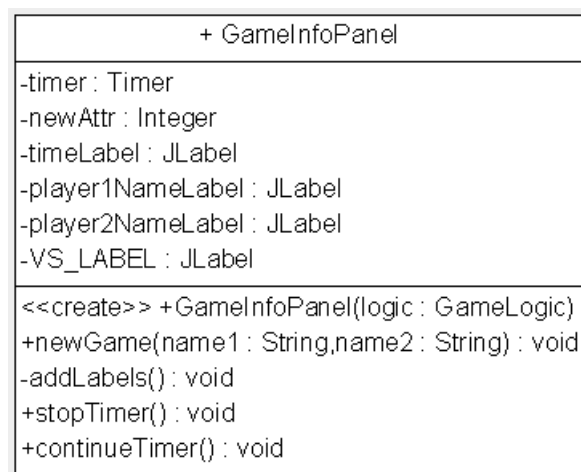 + GameInfoPanel
-timer : Timer
-newAttr : Integer
-timeLabel : JLabel
-player1NameLabel : JLabel
-player2NameLabel : JLabel
-VS_LABEL : JLabel
<<create>> +GameInfoPanel(logic : GameLogic)
+newGame(name1 : String,name2 : String) : void
-addLabels() : void
+stopTimer() : void
+continueTimer() : void